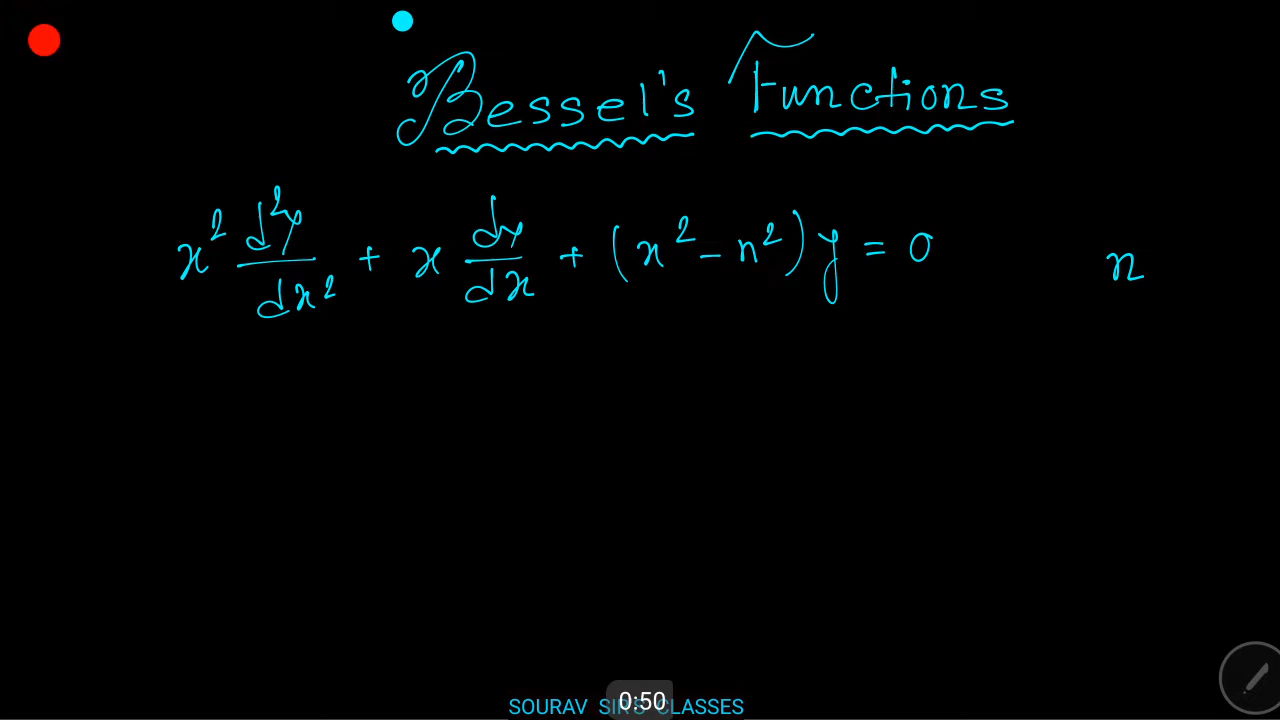 Bessel's Functions
x² d²y/dx² + x dy/dx + (x² - n²) y = 0 n
0:50
SOURAV SIR'S CLASSES